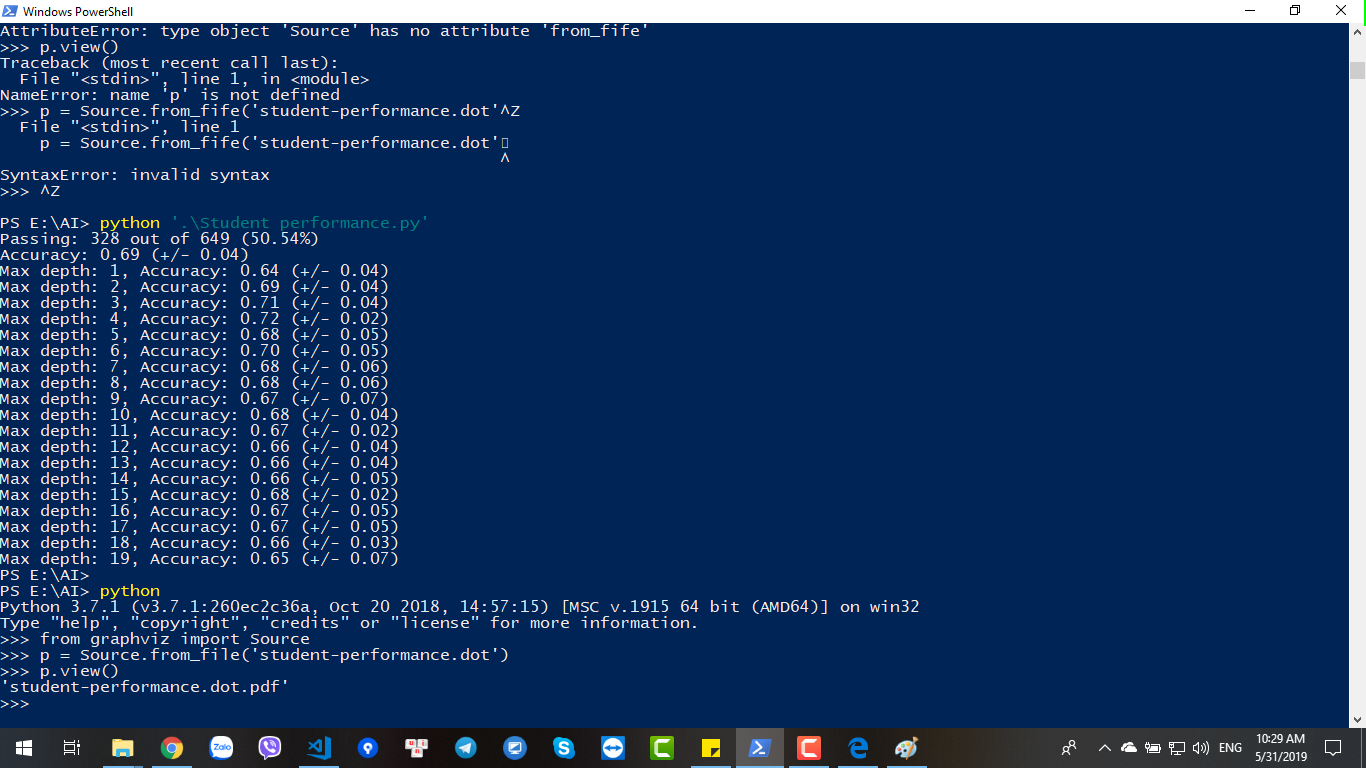 Windows PowerShell
AttributeError: type object 'Source' has no attribute 'from_fife'
>>> p.view()
Traceback (most recent call last):
  File "<stdin>", line 1, in <module>
NameError: name 'p' is not defined
>>> p = Source.from_fife('student-performance.dot'^Z
  File "<stdin>", line 1
    p = Source.from_fife('student-performance.dot'▯
                                                  ^
SyntaxError: invalid syntax
>>> ^Z
PS E:\AI> python '.\Student performance.py'
Passing: 328 out of 649 (50.54%)
Accuracy: 0.69 (+/- 0.04)
Max depth: 1, Accuracy: 0.64 (+/- 0.04)
Max depth: 2, Accuracy: 0.69 (+/- 0.04)
Max depth: 3, Accuracy: 0.71 (+/- 0.04)
Max depth: 4, Accuracy: 0.72 (+/- 0.02)
Max depth: 5, Accuracy: 0.68 (+/- 0.05)
Max depth: 6, Accuracy: 0.70 (+/- 0.05)
Max depth: 7, Accuracy: 0.68 (+/- 0.06)
Max depth: 8, Accuracy: 0.68 (+/- 0.06)
Max depth: 9, Accuracy: 0.67 (+/- 0.07)
Max depth: 10, Accuracy: 0.68 (+/- 0.04)
Max depth: 11, Accuracy: 0.67 (+/- 0.02)
Max depth: 12, Accuracy: 0.66 (+/- 0.04)
Max depth: 13, Accuracy: 0.66 (+/- 0.04)
Max depth: 14, Accuracy: 0.66 (+/- 0.05)
Max depth: 15, Accuracy: 0.68 (+/- 0.02)
Max depth: 16, Accuracy: 0.67 (+/- 0.05)
Max depth: 17, Accuracy: 0.67 (+/- 0.05)
Max depth: 18, Accuracy: 0.66 (+/- 0.03)
Max depth: 19, Accuracy: 0.65 (+/- 0.07)
PS E:\AI>
PS E:\AI> python
Python 3.7.1 (v3.7.1:260ec2c36a, Oct 20 2018, 14:57:15) [MSC v.1915 64 bit (AMD64)] on win32
Type "help", "copyright", "credits" or "license" for more information.
>>> from graphviz import Source
>>> p = Source.from_file('student-performance.dot')
>>> p.view()
'student-performance.dot.pdf'
>>>
Zalo
ENG
10:29 AM
5/31/2019